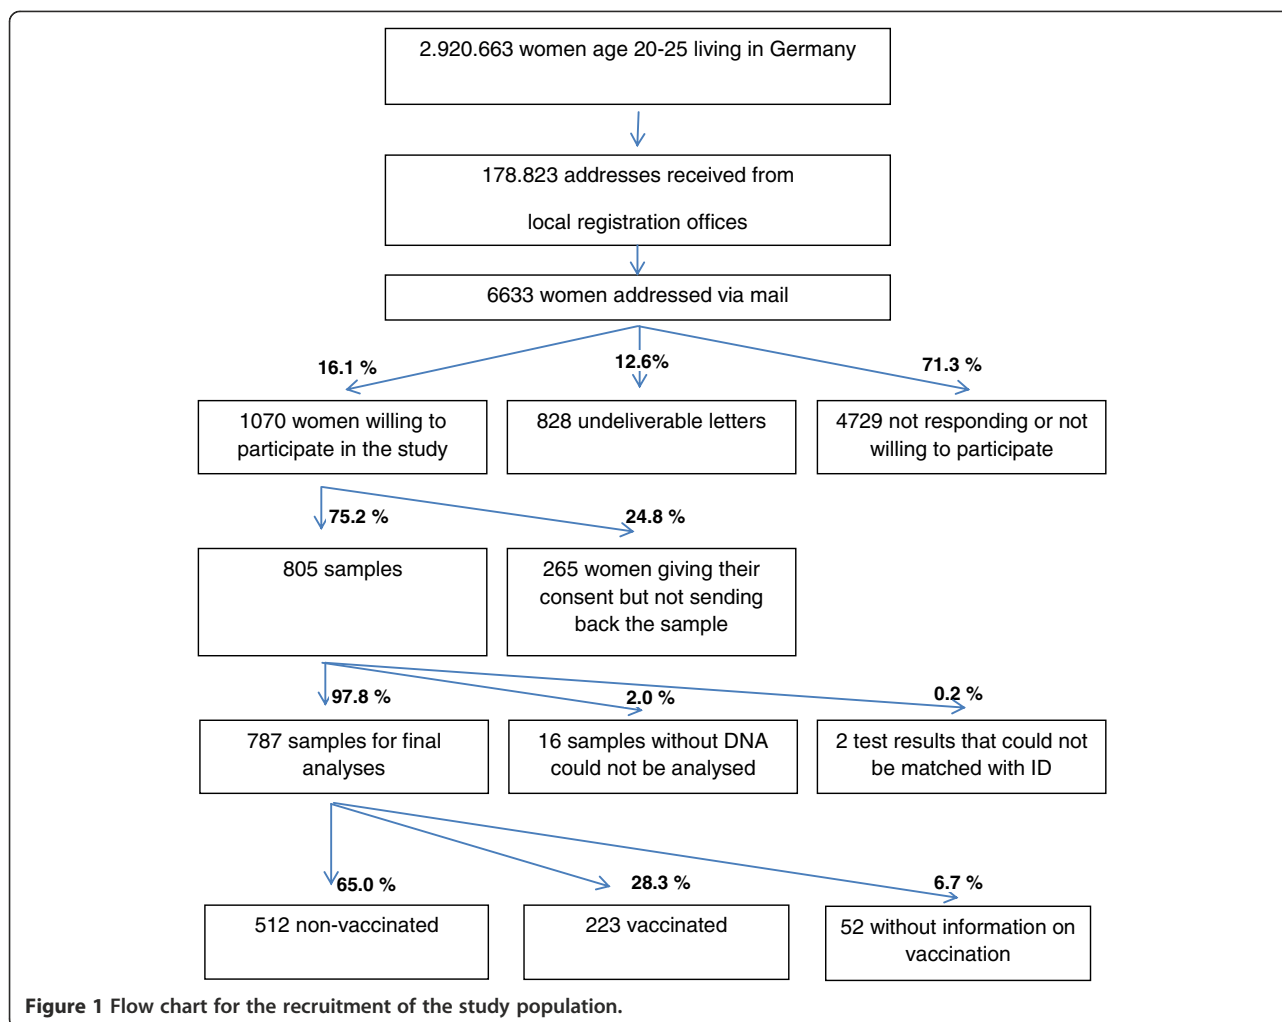 2.920.663 women age 20-25 living in Germany
178.823 addresses received from
local registration offices
6633 women addressed via mail
16.1 %
12.6%
71.3 %
1070 women willing to
participate in the study
828 undeliverable letters
4729 not responding or not
willing to participate
75.2 %
24.8 %
805 samples
265 women giving their
consent but not sending
back the sample
97.8 %
2.0 %
0.2 %
787 samples for final
analyses
16 samples without DNA
could not be analysed
2 test results that could not
be matched with ID
65.0 %
28.3 %
6.7 %
512 non-vaccinated
223 vaccinated
52 without information on
vaccination
Figure 1 Flow chart for the recruitment of the study population.